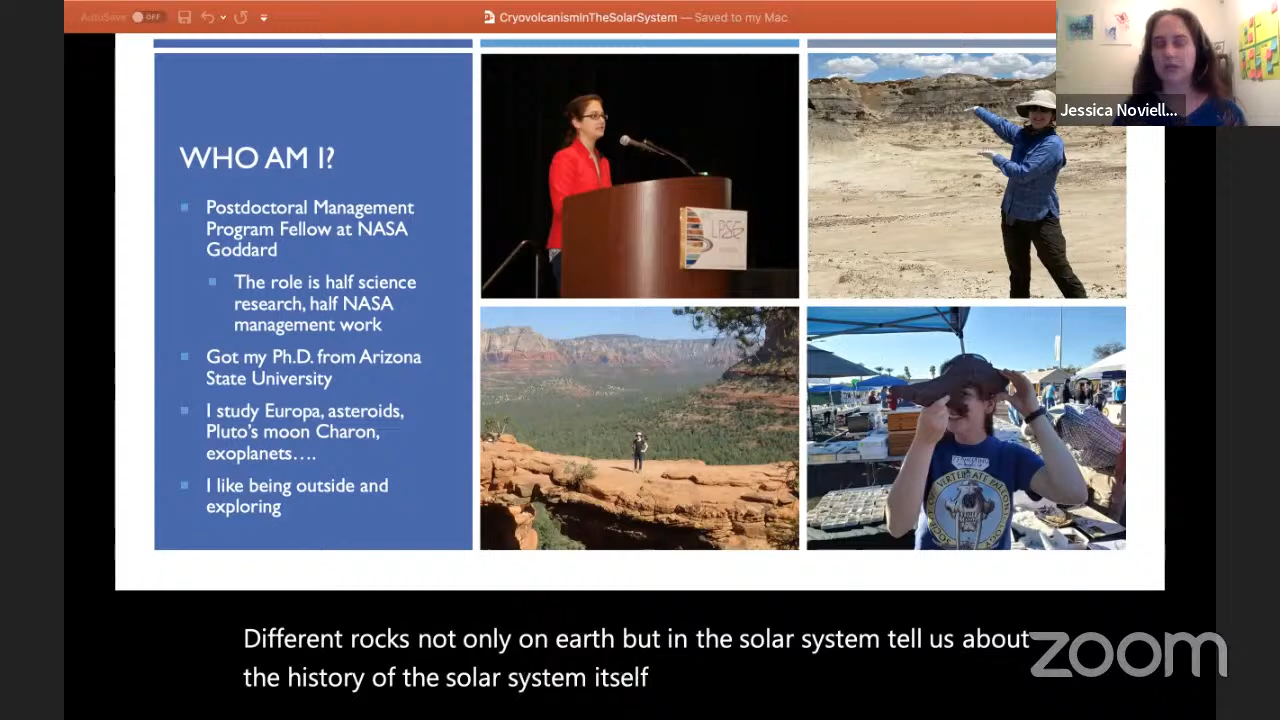 AutoSave OFF
CryovolcanismInTheSolarSystem — Saved to my Mac
Jessica Noviell...
WHO AM I?
Postdoctoral Management
Program Fellow at NASA
Goddard
The role is half science
research, half NASA
management work
Got my Ph.D. from Arizona
State University
I study Europa, asteroids,
Pluto's moon Charon,
exoplanets….
I like being outside and
exploring
LPSC
Different rocks not only on earth but in the solar system tell us about
the history of the solar system itself
zoom